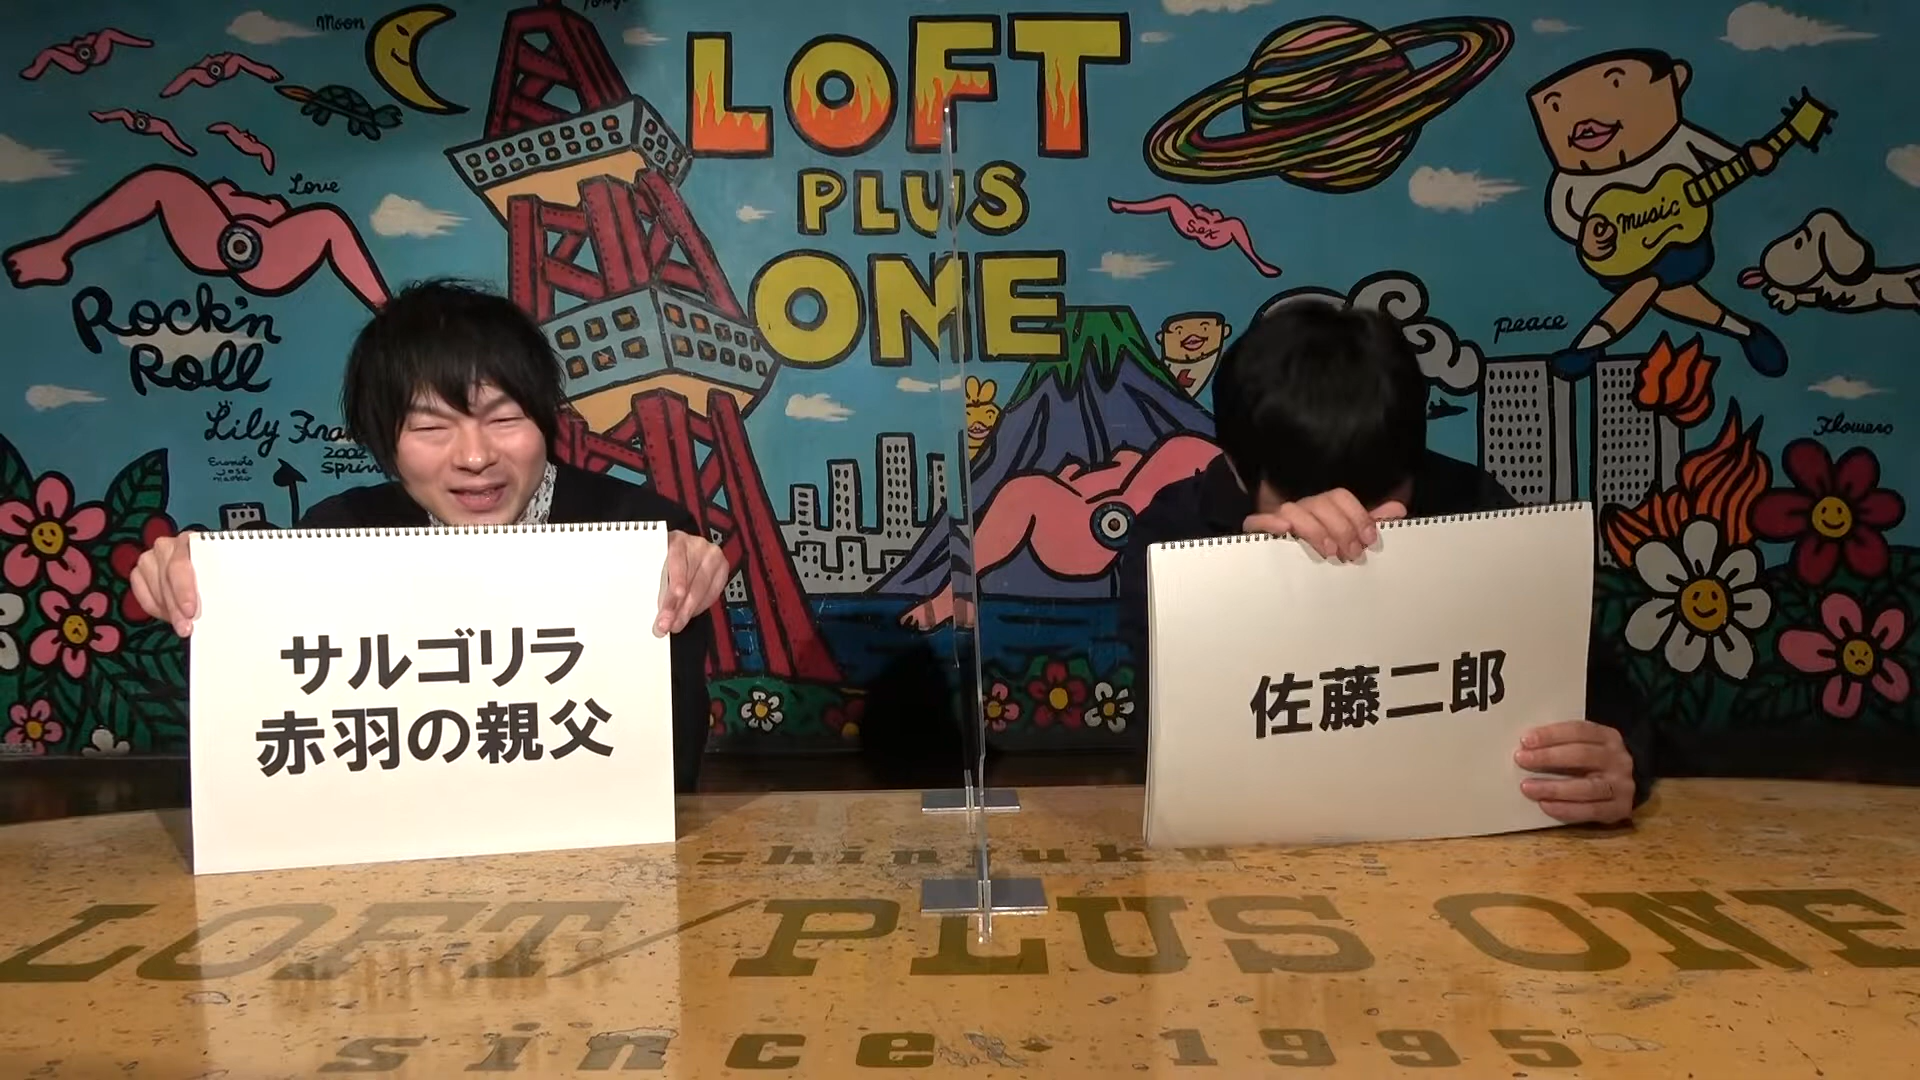 Moon
LOFT
PLUS
ONE
Love
Sex
Music
Rock'n
Roll
peace
Lily
2002
Spring
Flowers
サルゴリラ
赤羽の親父
佐藤二郎
shinjuku
LOFT/PLUS ONE
since 1995